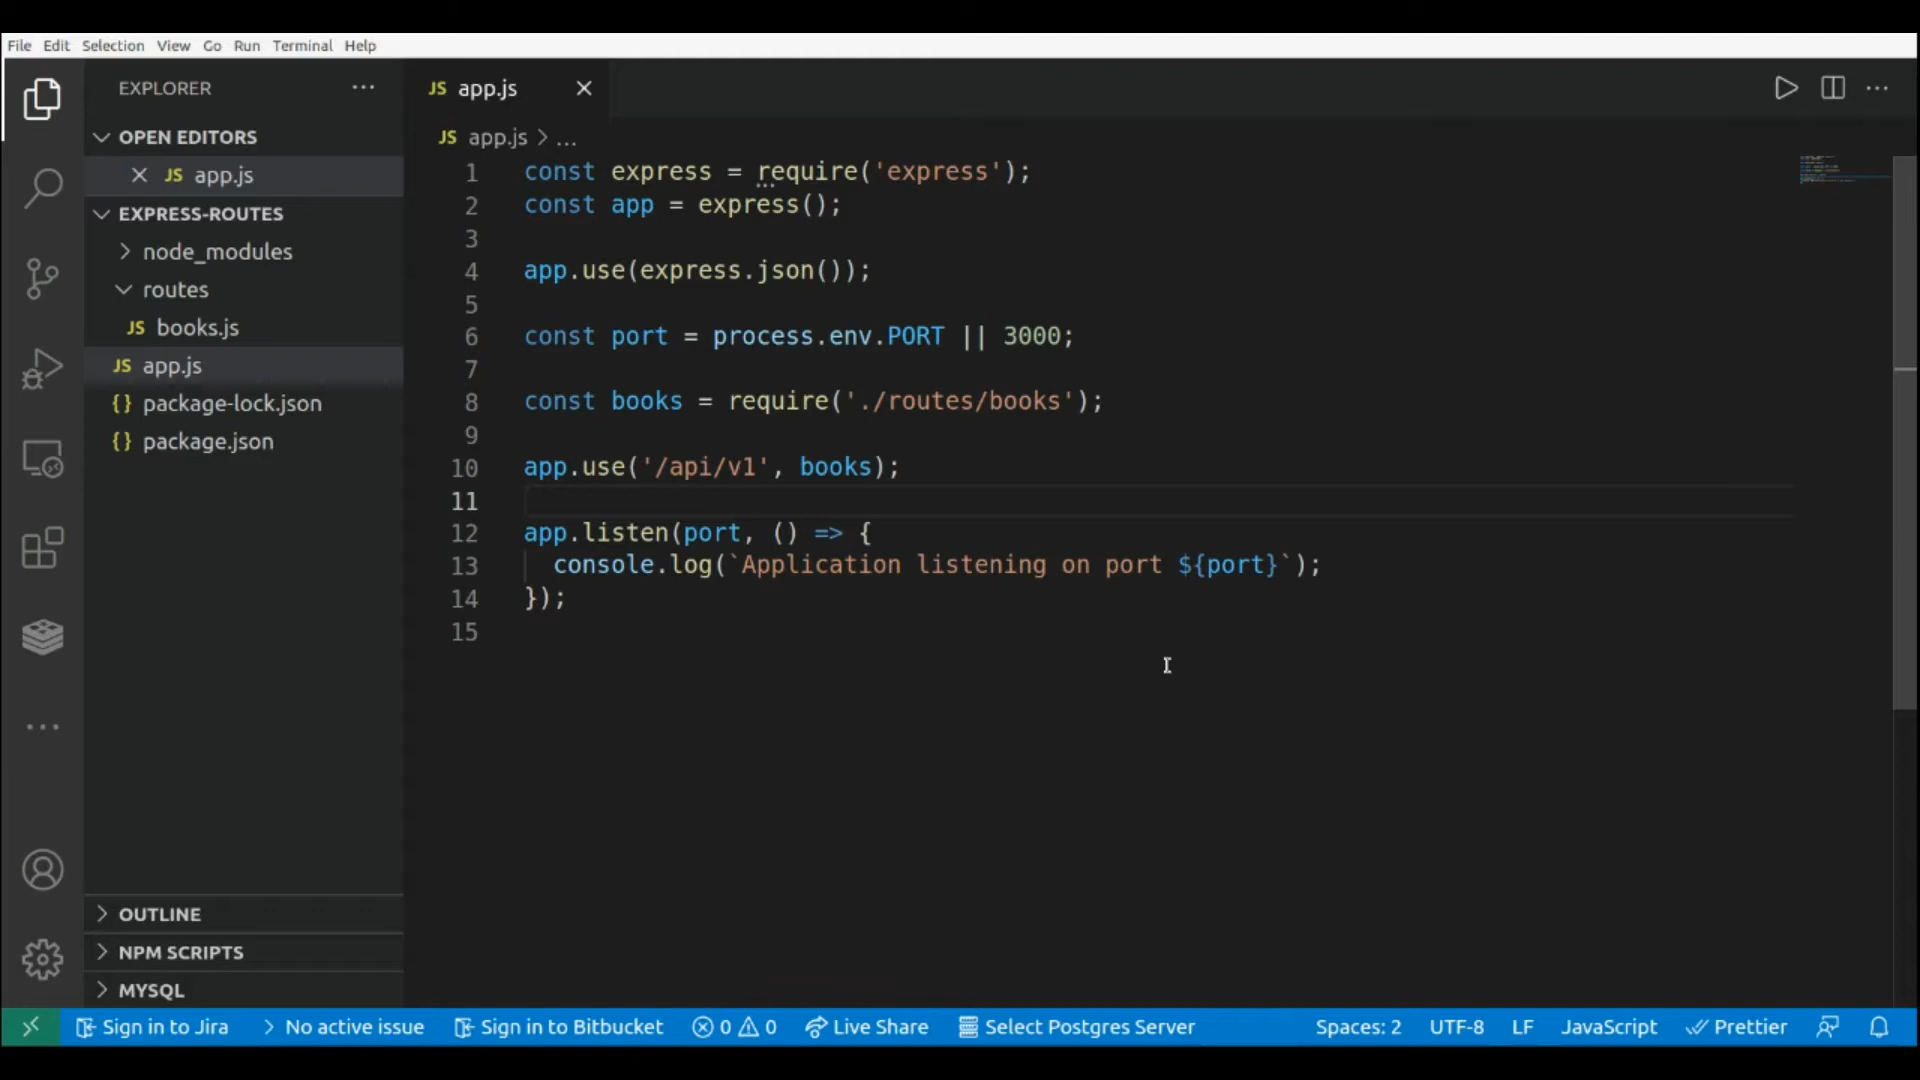 File Edit Selection View Go Run Terminal Help
EXPLORER
OPEN EDITORS
JS app.js
EXPRESS-ROUTES
node_modules
routes
JS books.js
JS app.js
{} package-lock.json
{} package.json
OUTLINE
NPM SCRIPTS
MYSQL
JS app.js
JS app.js > ...
1 const express = require('express');
2 const app = express();
3
4 app.use(express.json());
5
6 const port = process.env.PORT || 3000;
7
8 const books = require('./routes/books');
9
10 app.use('/api/v1', books);
11
12 app.listen(port, () => {
13   console.log(`Application listening on port ${port}`);
14 });
15
Sign in to Jira > No active issue Sign in to Bitbucket 0 0 Live Share Select Postgres Server Spaces: 2 UTF-8 LF JavaScript Prettier